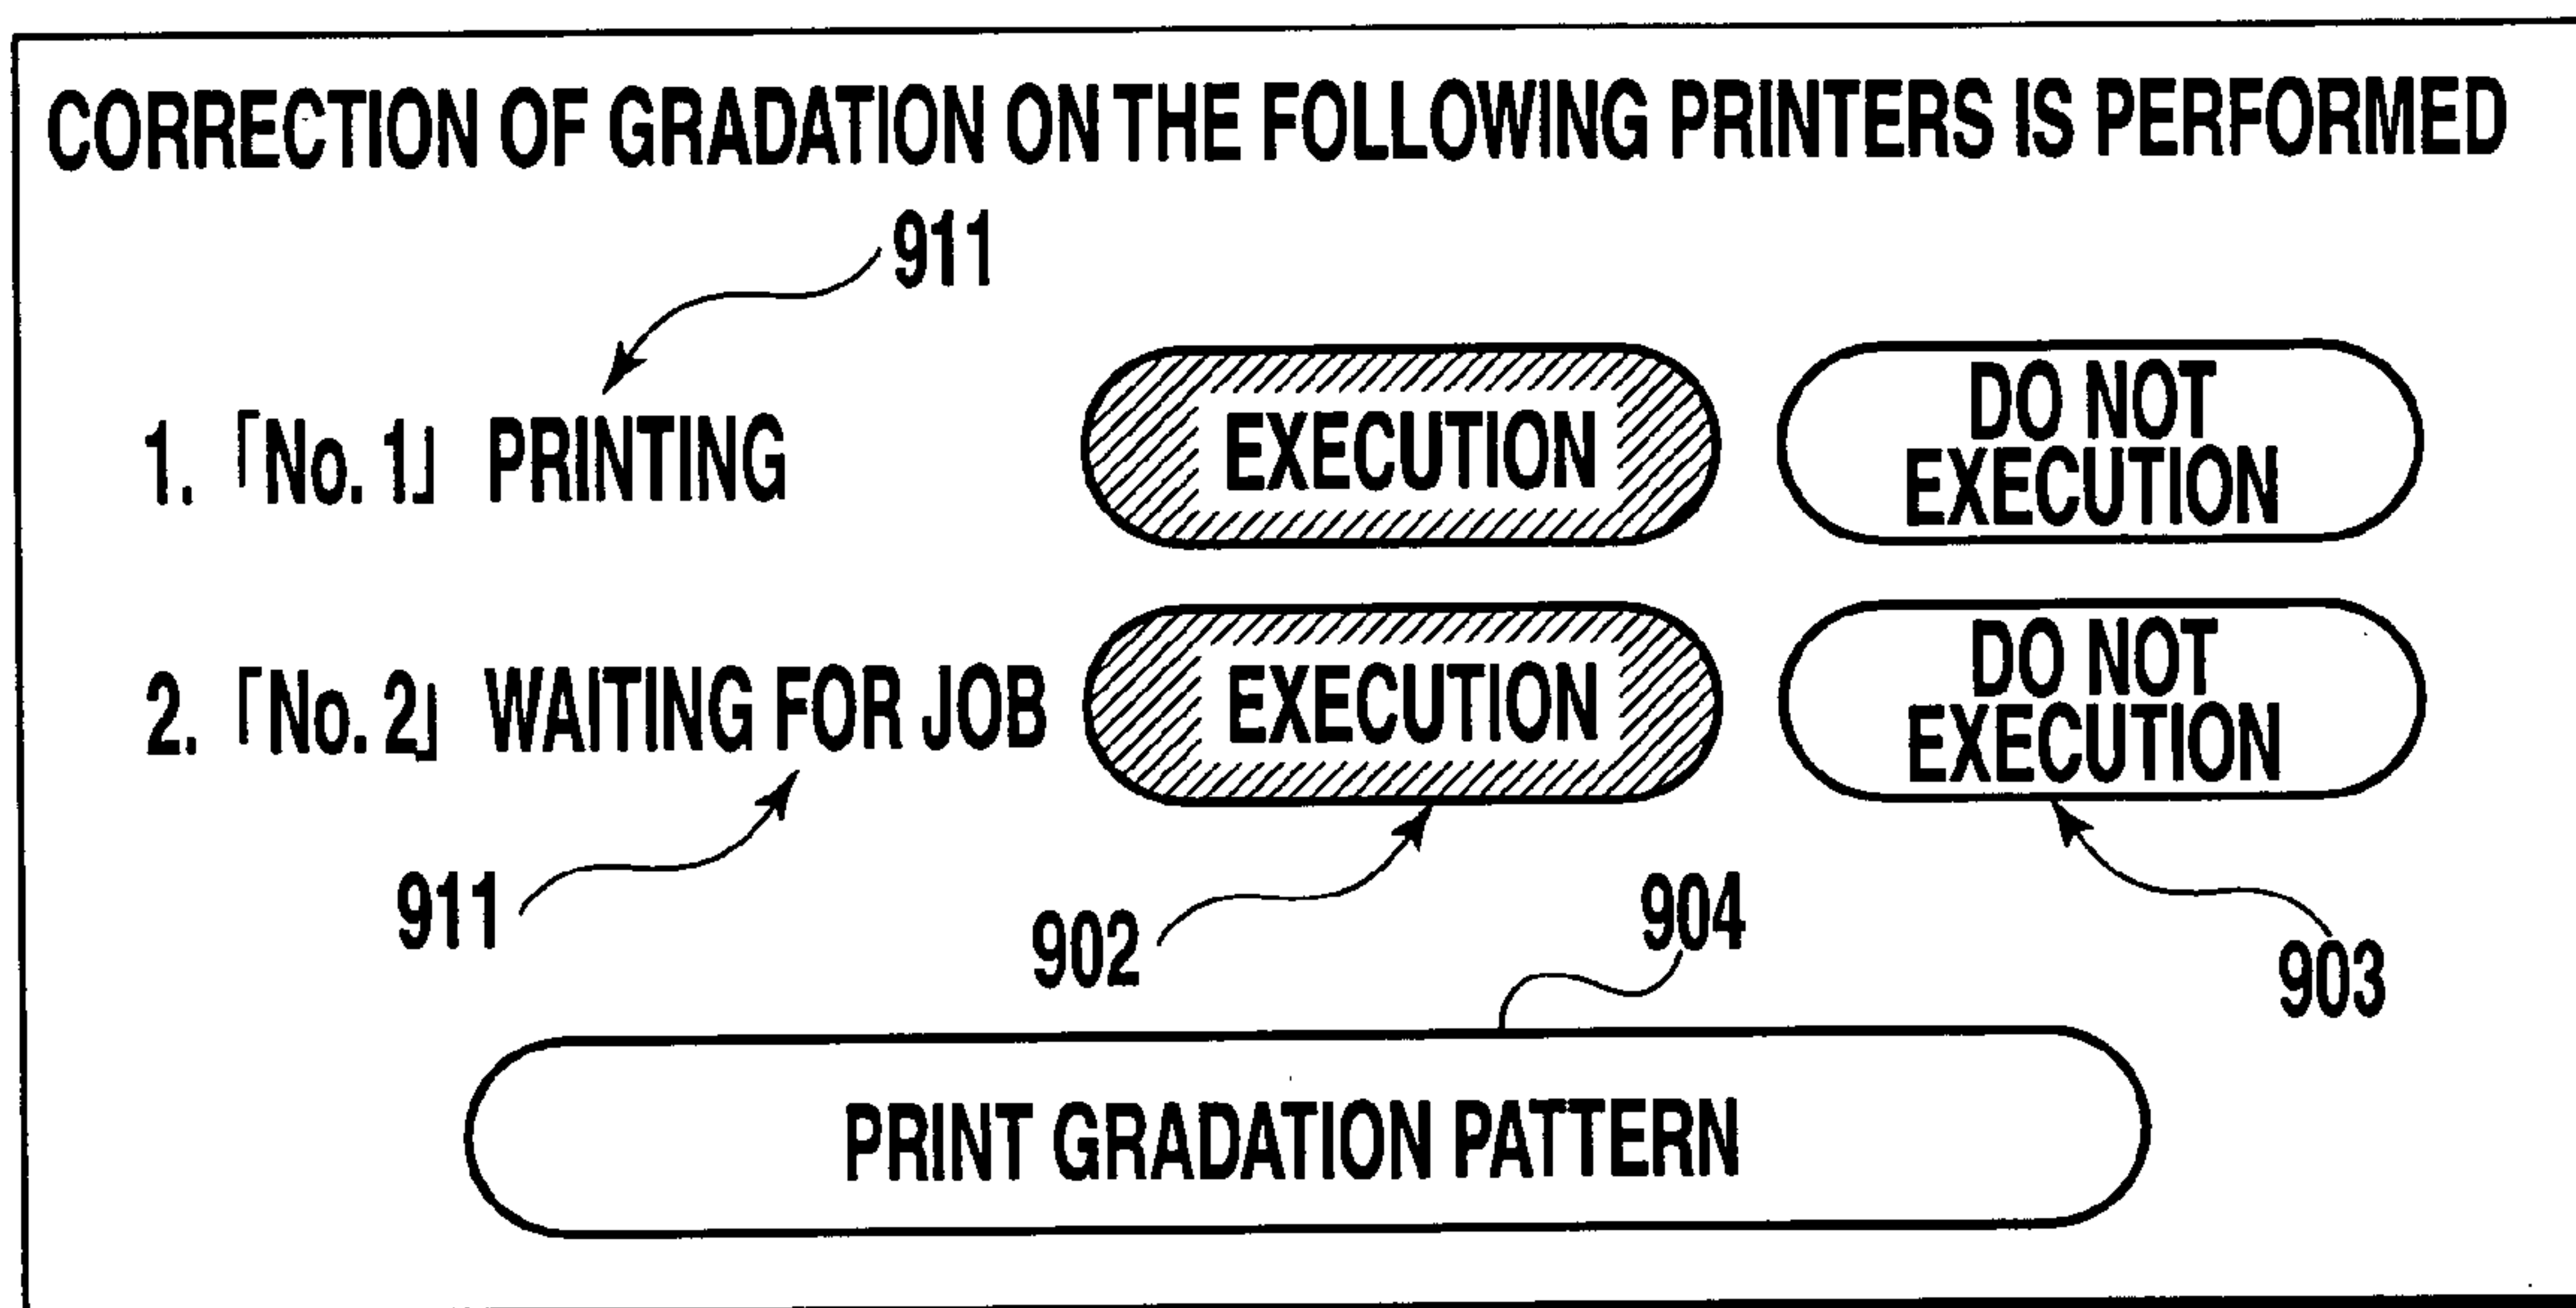 CORRECTION OF GRADATION ON THE FOLLOWING PRINTERS IS PERFORMED
911
1. 「No. 1」 PRINTING
EXECUTION
DO NOT
EXECUTION
2. 「No. 2」 WAITING FOR JOB
EXECUTION
DO NOT
EXECUTION
911
902
904
903
PRINT GRADATION PATTERN